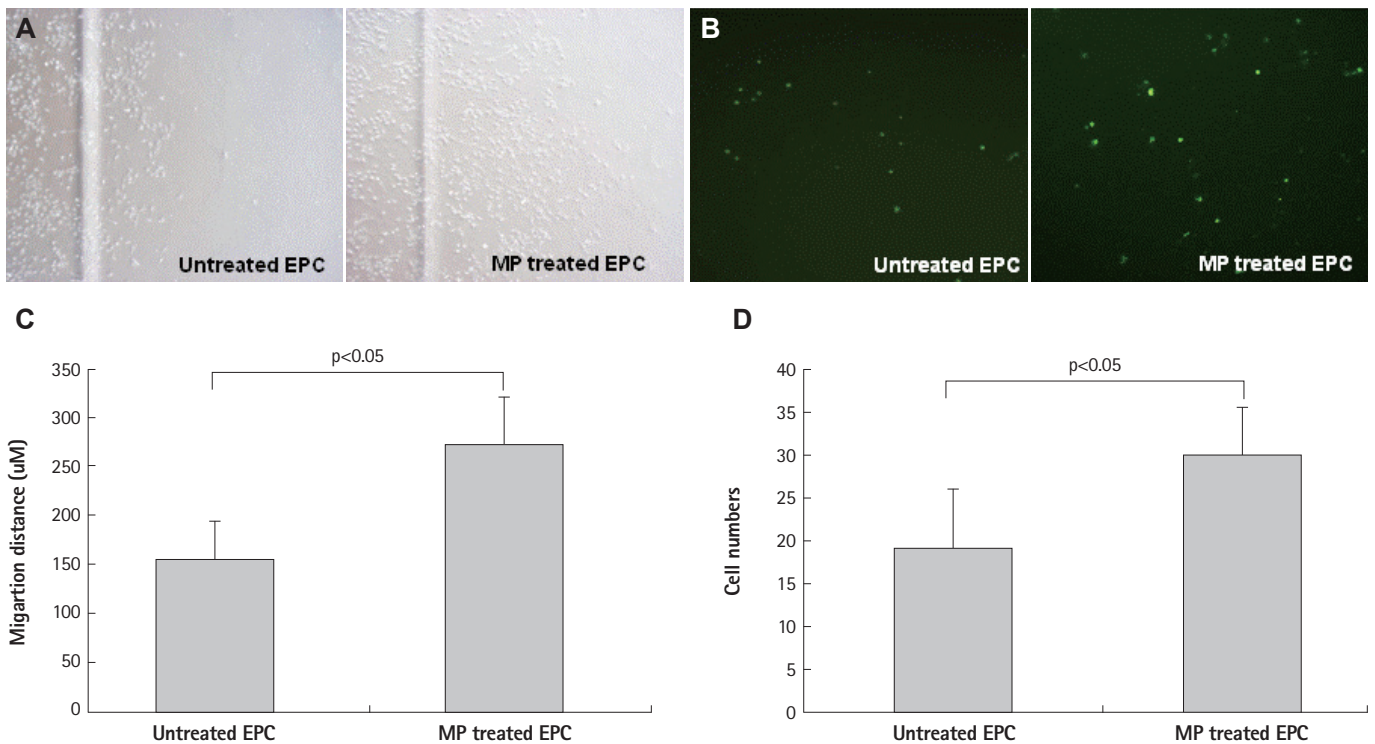 A
B
Untreated EPC
MP treated EPC
Untreated EPC
MP treated EPC
C
p<0.05
350
300
250
200
150
100
50
0
Migartion distance (uM)
Untreated EPC
MP treated EPC
D
p<0.05
40
35
30
25
20
15
10
5
0
Cell numbers
Untreated EPC
MP treated EPC